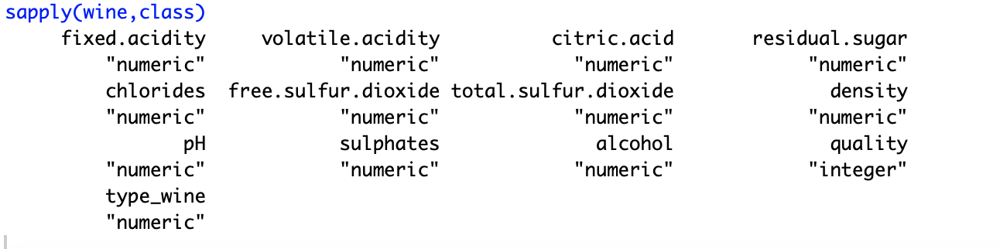 sapply(wine,class)
fixed.acidity volatile.acidity citric.acid residual.sugar
"numeric" "numeric" "numeric" "numeric"
chlorides free.sulfur.dioxide total.sulfur.dioxide density
"numeric" "numeric" "numeric" "numeric"
pH sulphates alcohol quality
"numeric" "numeric" "numeric" "integer"
type_wine
"numeric"